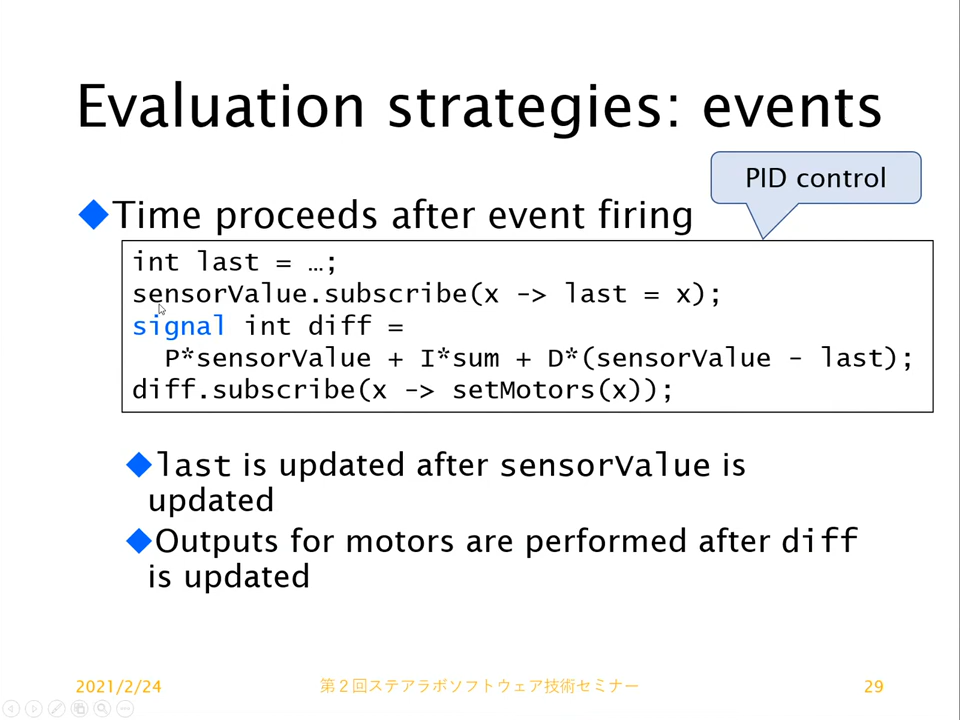 Evaluation strategies: events
PID control
Time proceeds after event firing
int last = …;
sensorValue.subscribe(x -> last = x);
signal int diff =
P*sensorValue + I*sum + D*(sensorValue - last);
diff.subscribe(x -> setMotors(x));
last is updated after sensorValue is
updated
Outputs for motors are performed after diff
is updated
2021/2/24
第２回ステアラボソフトウェア技術セミナー
29